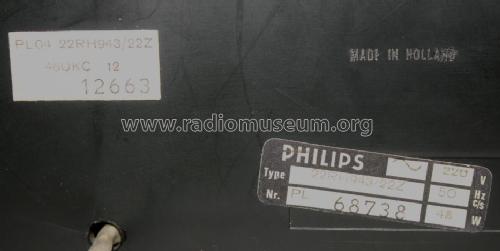 PL04 22RH943/22Z
460KC 12
12663
MADE IN HOLLAND
www.radiomuseum.org
PHILIPS ~ 220 V
Type 22RH943/22Z 50 Hz c/s
Nr. PL 68738 48 W